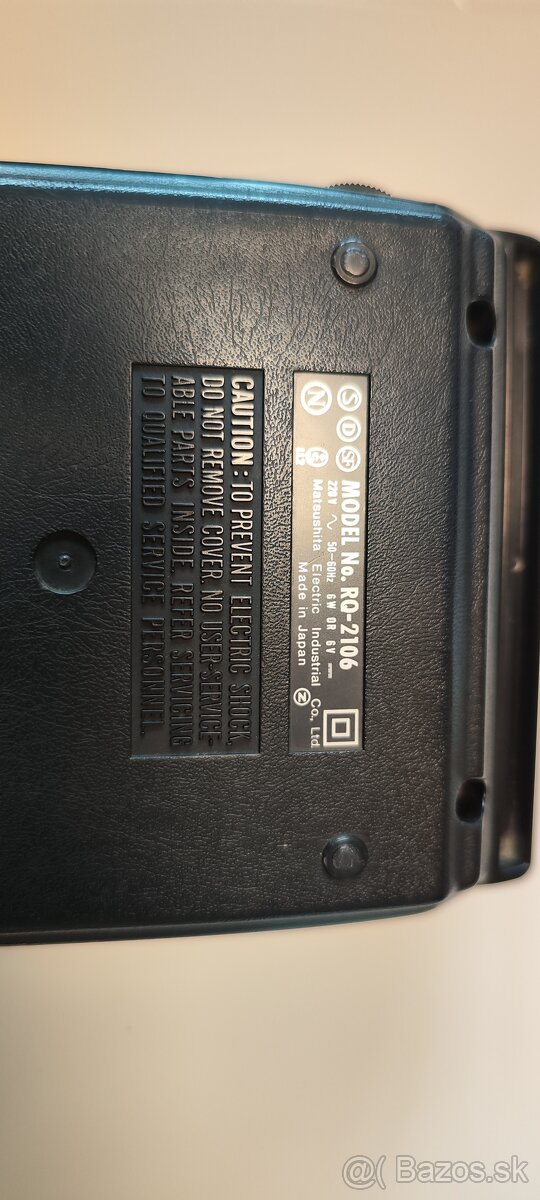 MODEL No. RQ-2106
220V ∿ 50-60Hz 6W OR 6V ⎓
Matsushita Electric Industrial Co., Ltd.
Made in Japan
S D
N
CAUTION: TO PREVENT ELECTRIC SHOCK,
DO NOT REMOVE COVER. NO USER-SERVICE-
ABLE PARTS INSIDE. REFER SERVICING
TO QUALIFIED SERVICE PERSONNEL.
@( Bazos.sk